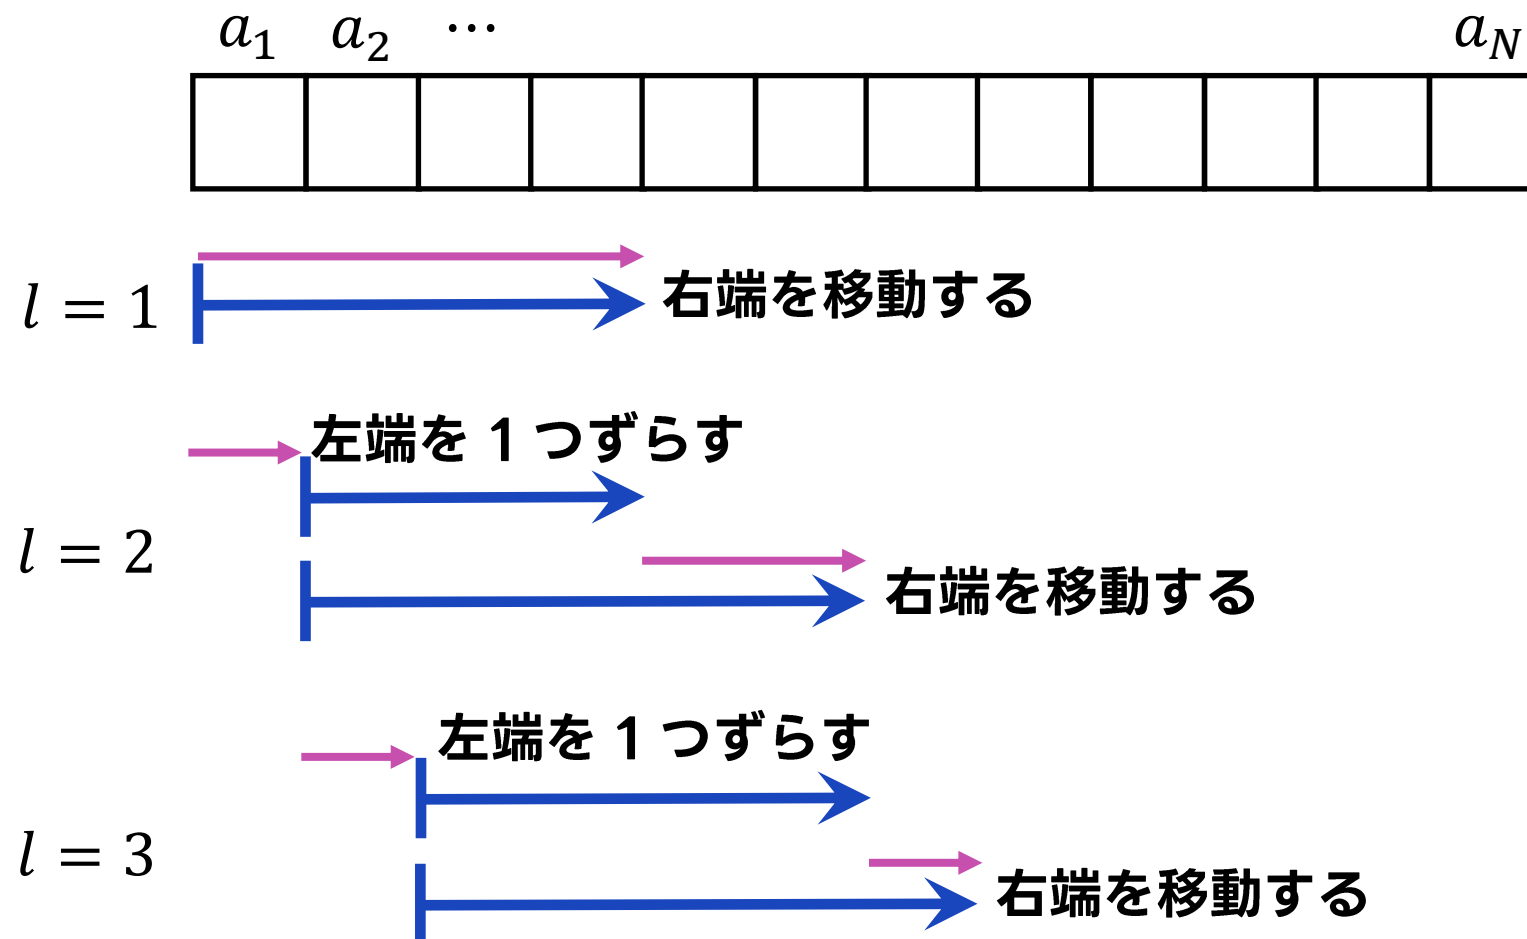 a₁ a₂ ⋯ a_N
l = 1
右端を移動する
左端を 1 つずらす
l = 2
右端を移動する
左端を 1 つずらす
l = 3
右端を移動する